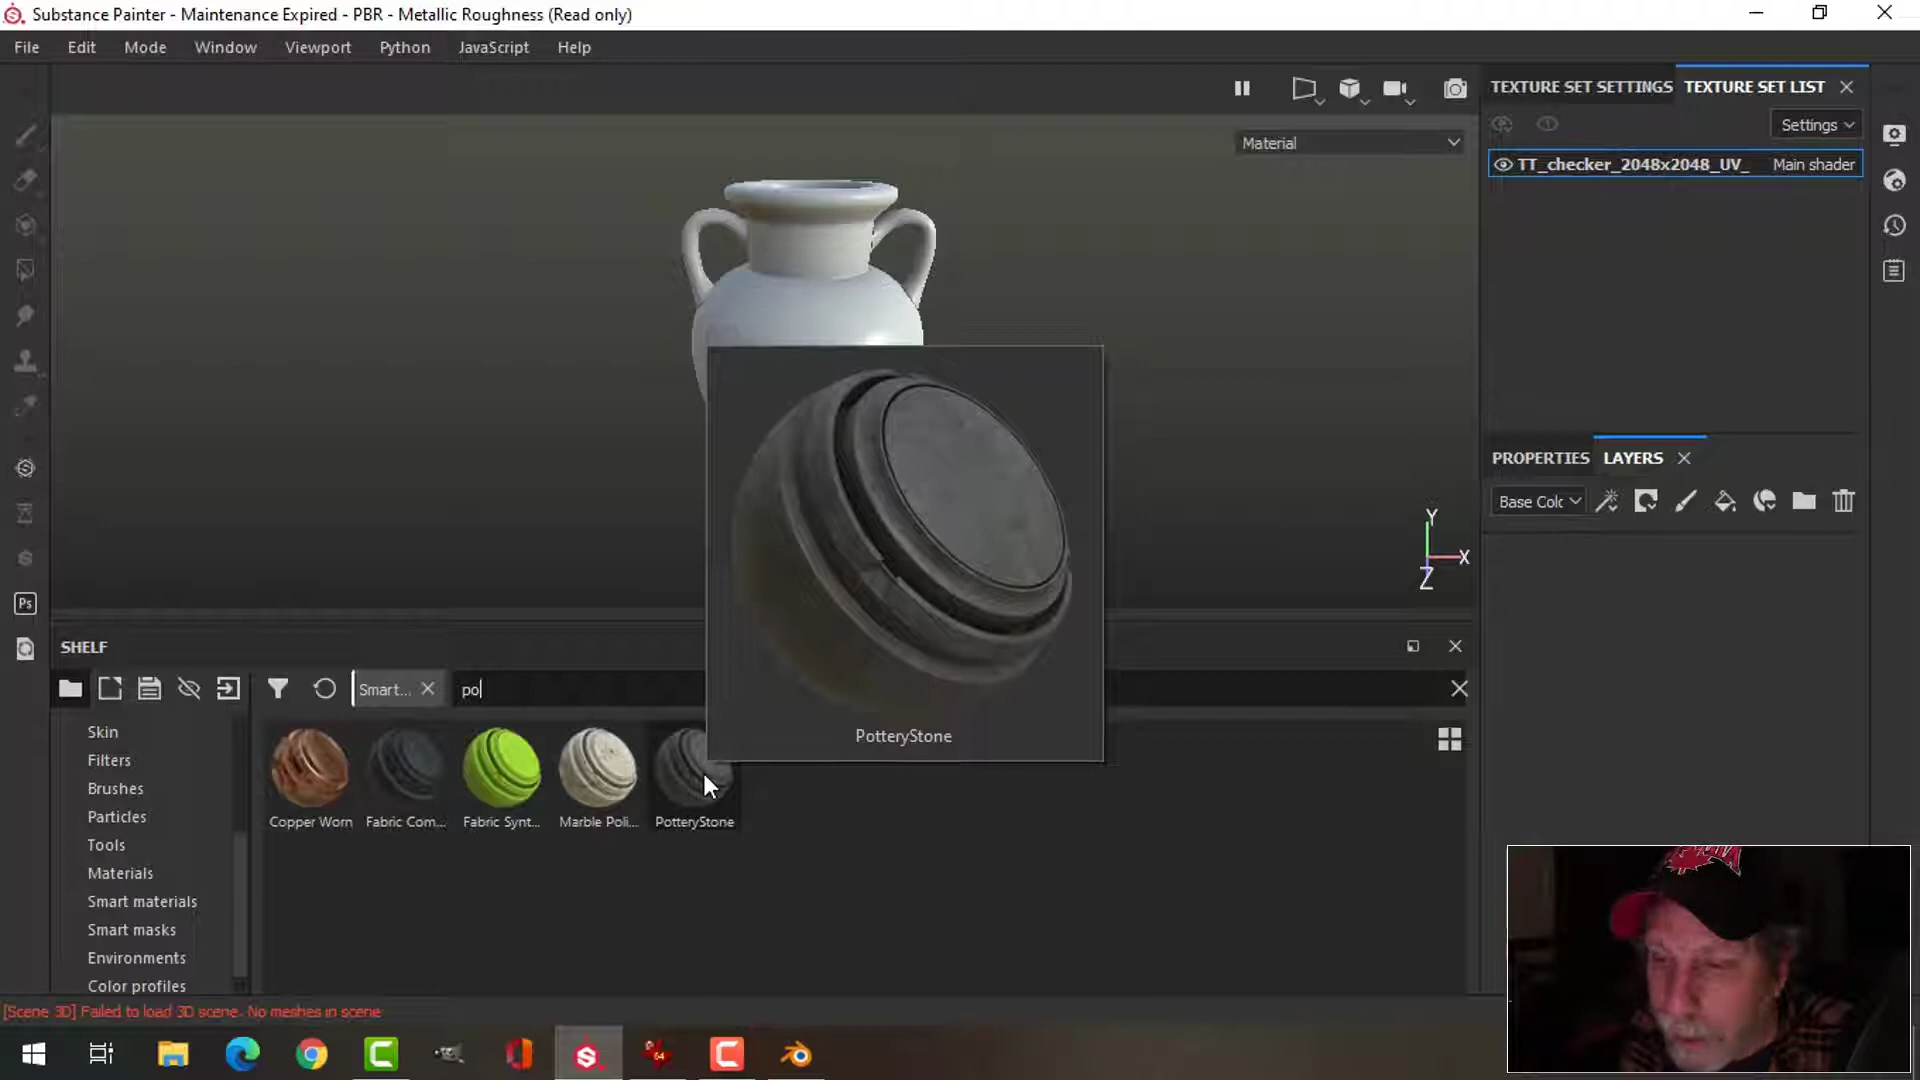 Substance Painter - Maintenance Expired - PBR - Metallic Roughness (Read only)
File Edit Mode Window Viewport Python JavaScript Help
TEXTURE SET SETTINGS TEXTURE SET LIST
Settings
Material
TT_checker_2048x2048_UV_ Main shader
PROPERTIES LAYERS
Base Colc
Y
X
Z
Ps
SHELF
Smart... po
PotteryStone
Skin
Filters
Brushes
Particles
Tools
Materials
Smart materials
Smart masks
Environments
Color profiles
Copper Worn Fabric Com... Fabric Synt... Marble Poli... PotteryStone
[Scene 3D] Failed to load 3D scene. No meshes in scene
64